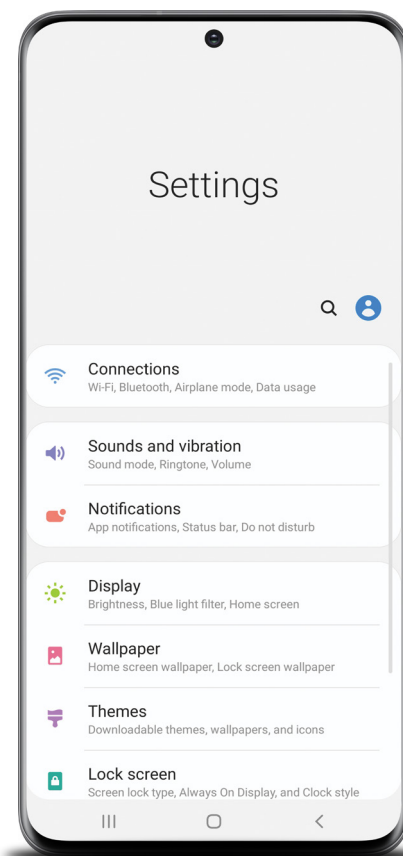 Settings
Connections
Wi-Fi, Bluetooth, Airplane mode, Data usage
Sounds and vibration
Sound mode, Ringtone, Volume
Notifications
App notifications, Status bar, Do not disturb
Display
Brightness, Blue light filter, Home screen
Wallpaper
Home screen wallpaper, Lock screen wallpaper
Themes
Downloadable themes, wallpapers, and icons
Lock screen
Screen lock type, Always On Display, and Clock style